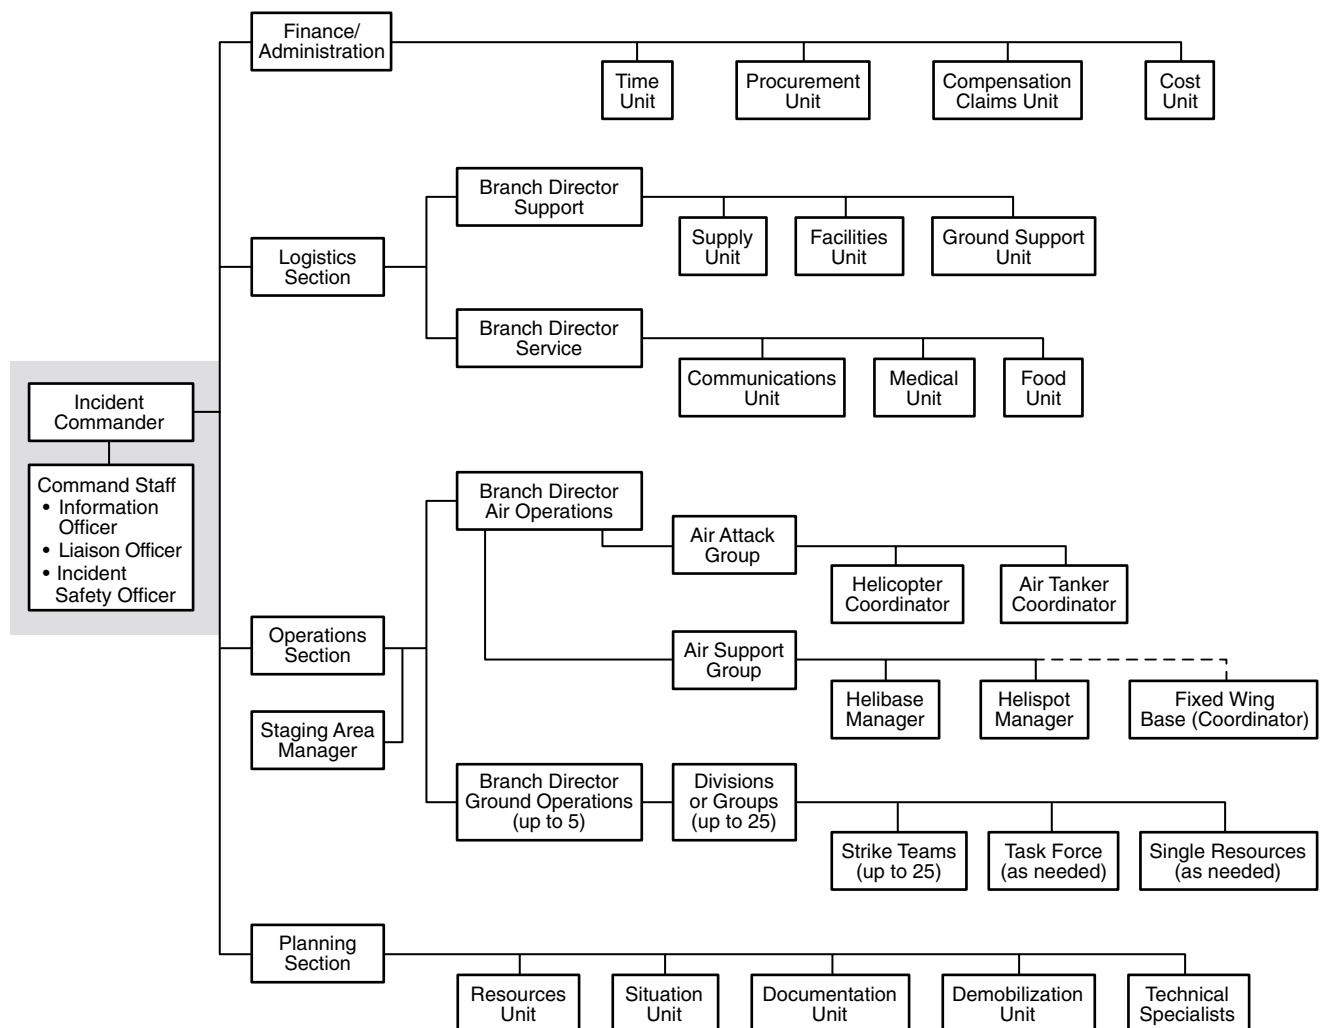 Finance/
Administration
Time
Unit
Procurement
Unit
Compensation
Claims Unit
Cost
Unit
Branch Director
Support
Supply
Unit
Facilities
Unit
Ground Support
Unit
Logistics
Section
Branch Director
Service
Communications
Unit
Medical
Unit
Food
Unit
Incident
Commander
Command Staff
• Information
Officer
• Liaison Officer
• Incident
Safety Officer
Branch Director
Air Operations
Air Attack
Group
Helicopter
Coordinator
Air Tanker
Coordinator
Operations
Section
Air Support
Group
Helibase
Manager
Helispot
Manager
Fixed Wing
Base (Coordinator)
Staging Area
Manager
Branch Director
Ground Operations
(up to 5)
Divisions
or Groups
(up to 25)
Strike Teams
(up to 25)
Task Force
(as needed)
Single Resources
(as needed)
Planning
Section
Resources
Unit
Situation
Unit
Documentation
Unit
Demobilization
Unit
Technical
Specialists